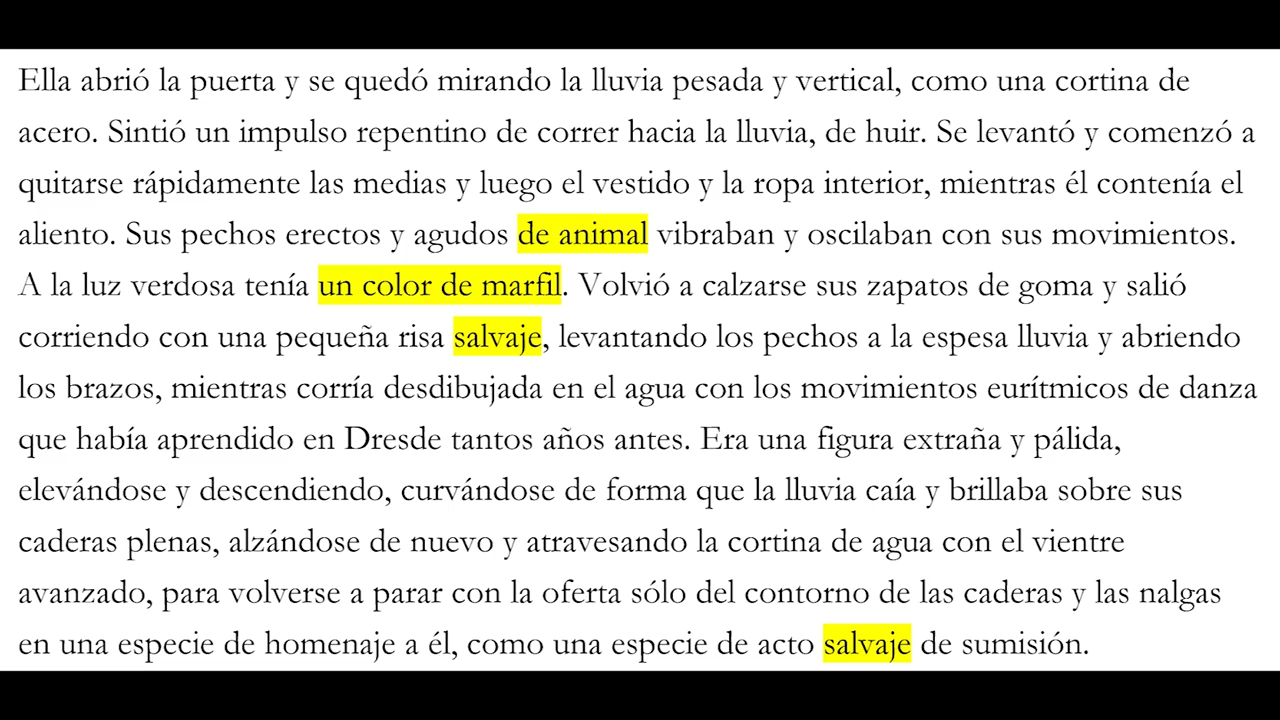 Ella abrió la puerta y se quedó mirando la lluvia pesada y vertical, como una cortina de
acero. Sintió un impulso repentino de correr hacia la lluvia, de huir. Se levantó y comenzó a
quitarse rápidamente las medias y luego el vestido y la ropa interior, mientras él contenía el
aliento. Sus pechos erectos y agudos de animal vibraban y oscilaban con sus movimientos.
A la luz verdosa tenía un color de marfil. Volvió a calzarse sus zapatos de goma y salió
corriendo con una pequeña risa salvaje, levantando los pechos a la espesa lluvia y abriendo
los brazos, mientras corría desdibujada en el agua con los movimientos eurítmicos de danza
que había aprendido en Dresde tantos años antes. Era una figura extraña y pálida,
elevándose y descendiendo, curvándose de forma que la lluvia caía y brillaba sobre sus
caderas plenas, alzándose de nuevo y atravesando la cortina de agua con el vientre
avanzado, para volverse a parar con la oferta sólo del contorno de las caderas y las nalgas
en una especie de homenaje a él, como una especie de acto salvaje de sumisión.